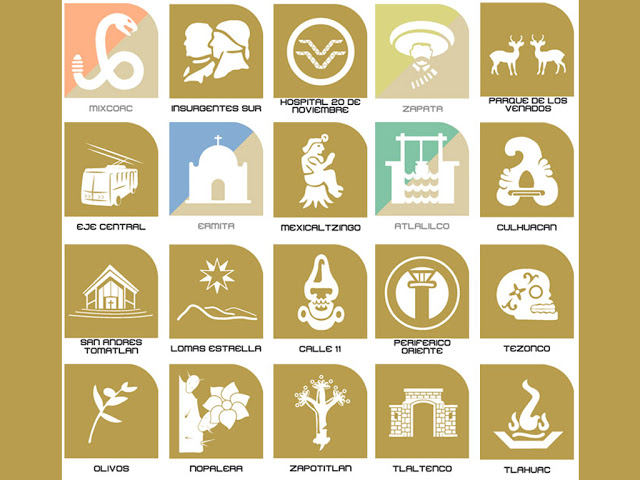 MIXCOAC
INSURGENTES SUR
HOSPITAL 20 DE
NOVIEMBRE
ZAPATA
PARQUE DE LOS
VENADOS
EJE CENTRAL
ERMITA
MEXICALTZINGO
ATLALILCO
CULHUACAN
SAN ANDRES
TOMATLAN
LOMAS ESTRELLA
CALLE 11
PERIFERICO
ORIENTE
TEZONCO
OLIVOS
NOPALERA
ZAPOTITLAN
TLALTENCO
TLAHUAC